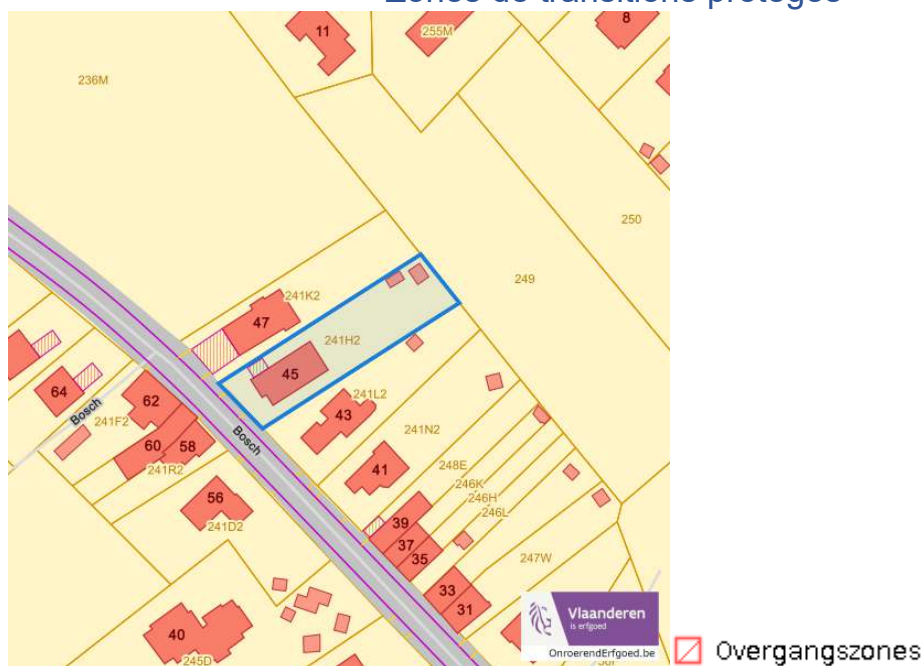 Zones de transitions protégés
11
255M
8
236M
250
249
241K2
47
241H2
45
64
Bosch
62
241F2
241L2
43
Bosch
60
58
241N2
241R2
41
248E
56
246K
246H
241D2
39
246L
37
35
247W
33
31
40
245D
Vlaanderen
is erfgoed
OnroerendErfgoed.be
Overgangszones